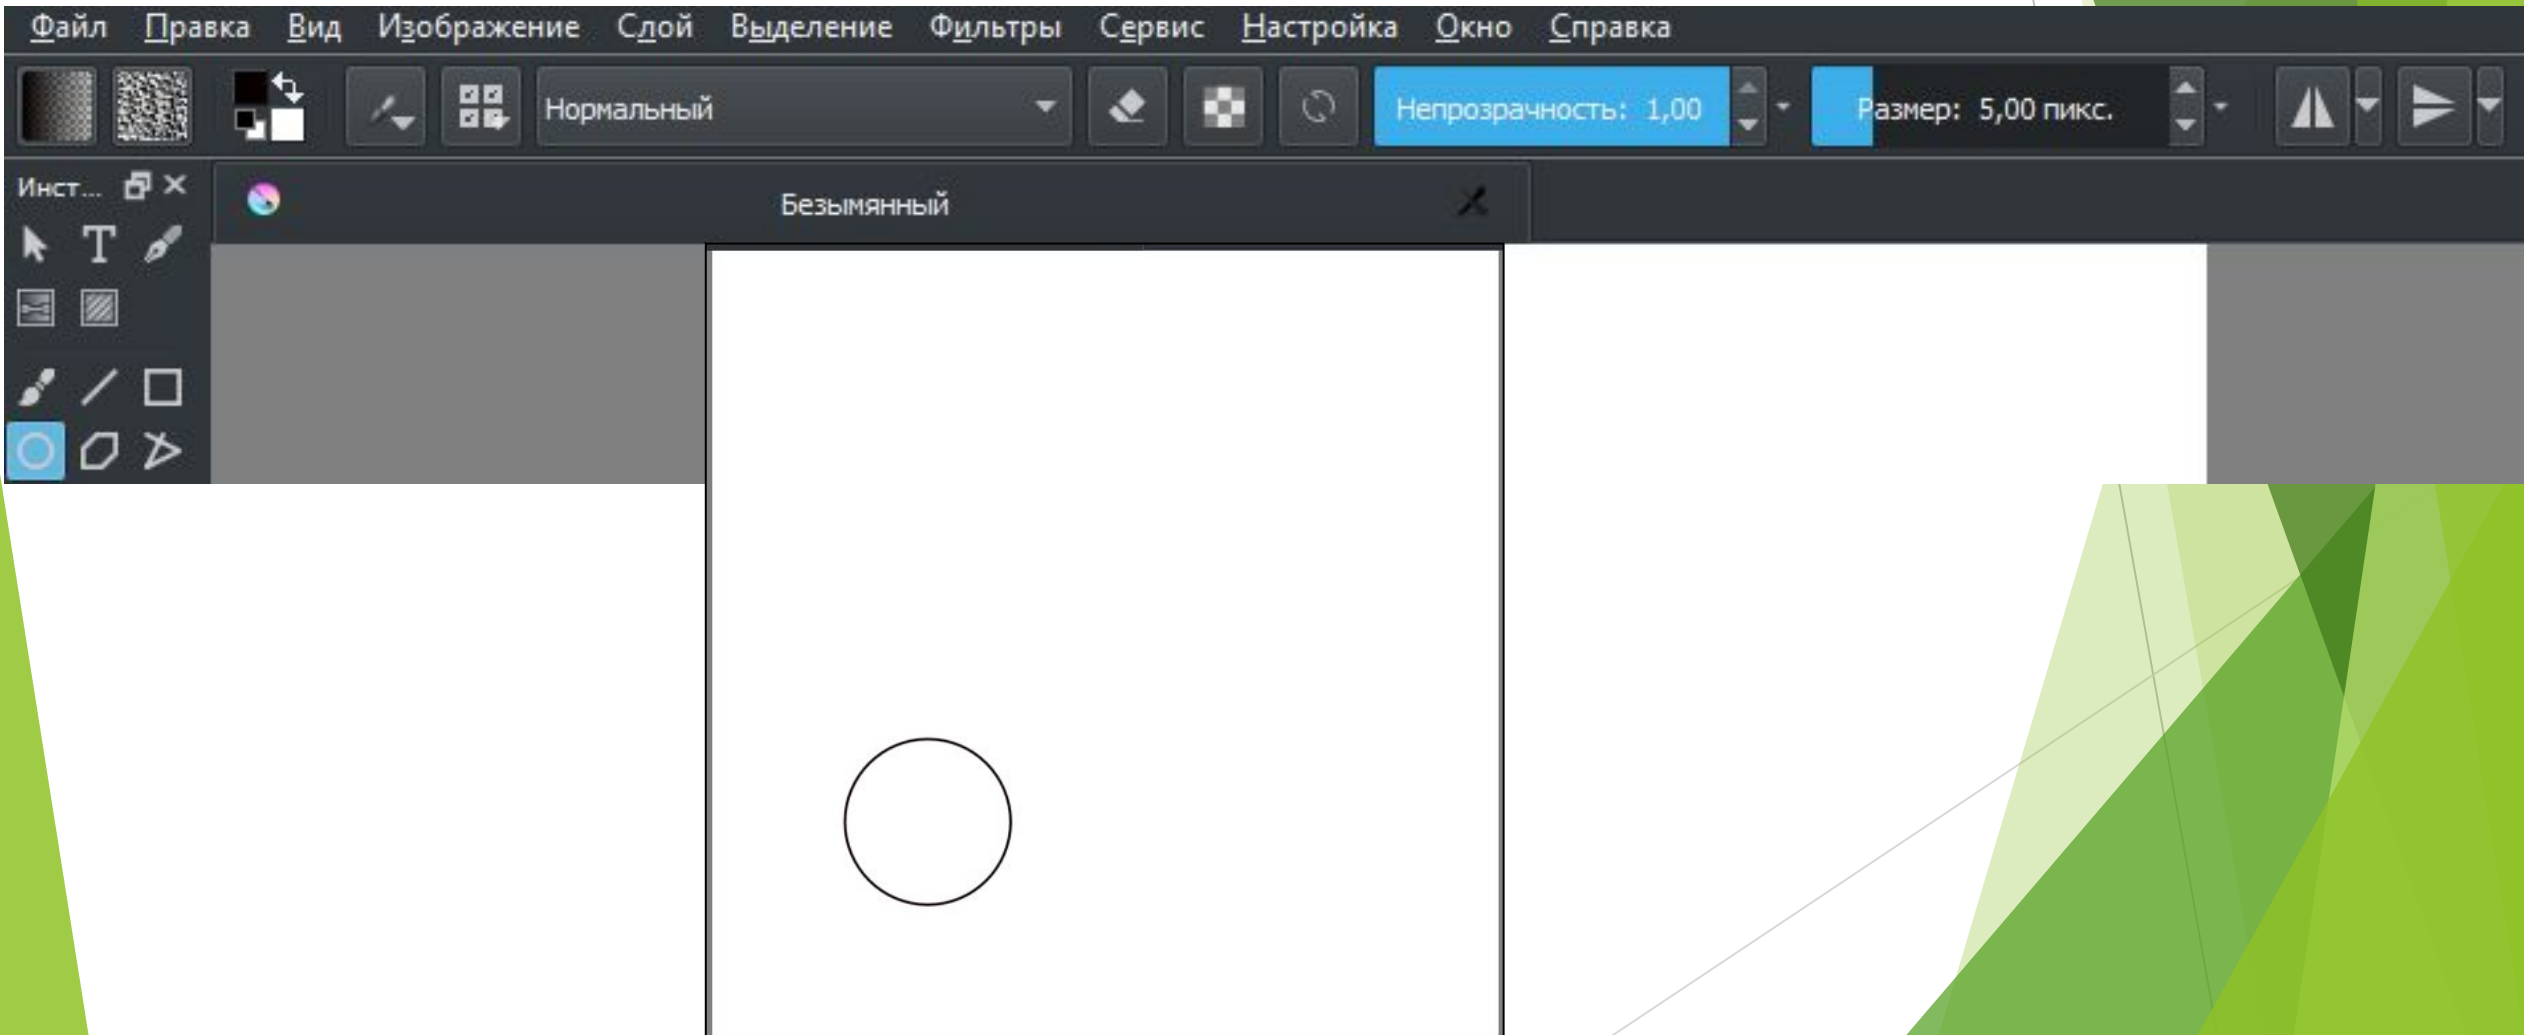 Файл Правка Вид Изображение Слой Выделение Фильтры Сервис Настройка Окно Справка
Нормальный Непрозрачность: 1,00 Размер: 5,00 пикс.
Инст...
Безымянный